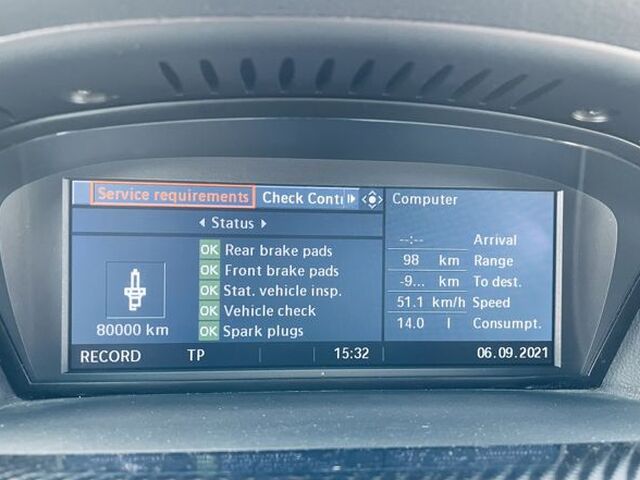 Service requirements Check Cont
Status
OK Rear brake pads
OK Front brake pads
OK Stat. vehicle insp.
OK Vehicle check
OK Spark plugs
80000 km
Computer
--:-- Arrival
98 km Range
-9... km To dest.
51.1 km/h Speed
14.0 l Consumpt.
RECORD TP 15:32 06.09.2021